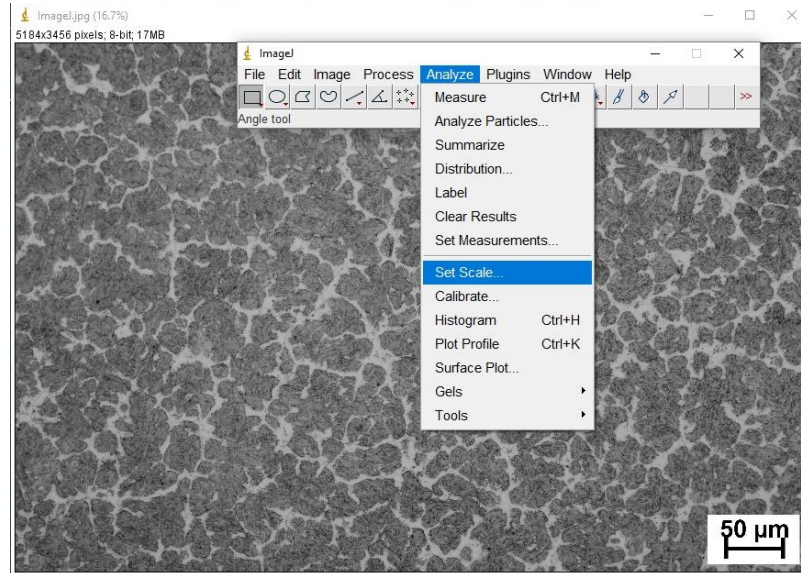 ImageJ.jpg (16.7%)
5184x3456 pixels; 8-bit; 17MB
ImageJ
File Edit Image Process Analyze Plugins Window Help
>>
Angle tool
Measure Ctrl+M
Analyze Particles...
Summarize
Distribution...
Label
Clear Results
Set Measurements...
Set Scale...
Calibrate...
Histogram Ctrl+H
Plot Profile Ctrl+K
Surface Plot...
Gels
Tools
50 µm